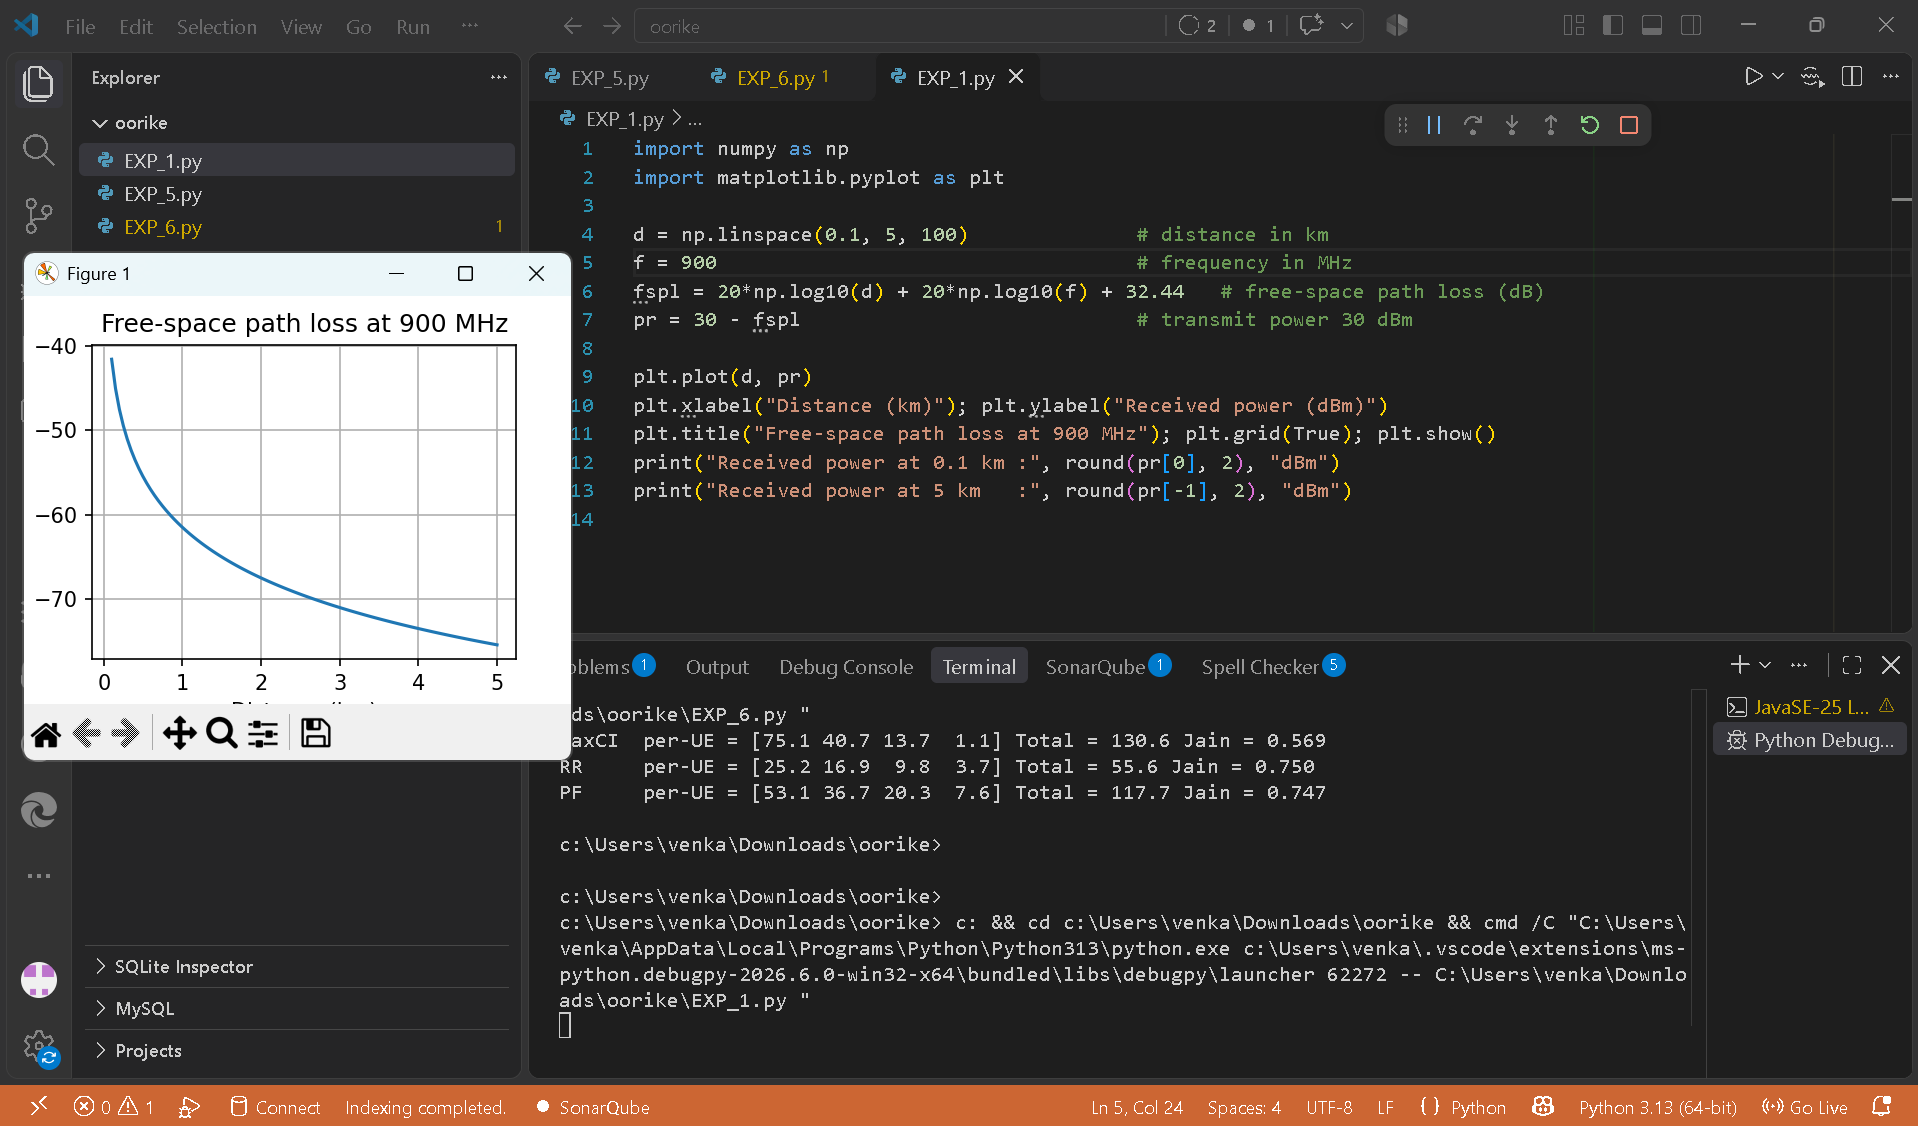 File Edit Selection View Go Run ···
oorike
2
1
Explorer
oorike
EXP_1.py
EXP_5.py
EXP_6.py 1
EXP_5.py EXP_6.py 1 EXP_1.py
EXP_1.py > ...
1 import numpy as np
2 import matplotlib.pyplot as plt
3
4 d = np.linspace(0.1, 5, 100) # distance in km
5 f = 900 # frequency in MHz
6 fspl = 20*np.log10(d) + 20*np.log10(f) + 32.44 # free-space path loss (dB)
7 pr = 30 - fspl # transmit power 30 dBm
8
9 plt.plot(d, pr)
10 plt.xlabel("Distance (km)"); plt.ylabel("Received power (dBm)")
11 plt.title("Free-space path loss at 900 MHz"); plt.grid(True); plt.show()
12 print("Received power at 0.1 km :", round(pr[0], 2), "dBm")
13 print("Received power at 5 km   :", round(pr[-1], 2), "dBm")
14
Figure 1
Free-space path loss at 900 MHz
−40
−50
−60
−70
0 1 2 3 4 5
oblems 1 Output Debug Console Terminal SonarQube 1 Spell Checker 5
ds\oorike\EXP_6.py "
axCI  per-UE = [75.1 40.7 13.7  1.1] Total = 130.6 Jain = 0.569
RR     per-UE = [25.2 16.9  9.8  3.7] Total = 55.6 Jain = 0.750
PF     per-UE = [53.1 36.7 20.3  7.6] Total = 117.7 Jain = 0.747
c:\Users\venka\Downloads\oorike>
c:\Users\venka\Downloads\oorike>
c:\Users\venka\Downloads\oorike> c: && cd c:\Users\venka\Downloads\oorike && cmd /C "C:\Users\
venka\AppData\Local\Programs\Python\Python313\python.exe c:\Users\venka\.vscode\extensions\ms-
python.debugpy-2026.6.0-win32-x64\bundled\libs\debugpy\launcher 62272 -- C:\Users\venka\Downlo
ads\oorike\EXP_1.py "
JavaSE-25 L...
Python Debug...
SQLite Inspector
MySQL
Projects
0 1 Connect Indexing completed. SonarQube Ln 5, Col 24 Spaces: 4 UTF-8 LF {} Python Python 3.13 (64-bit) Go Live